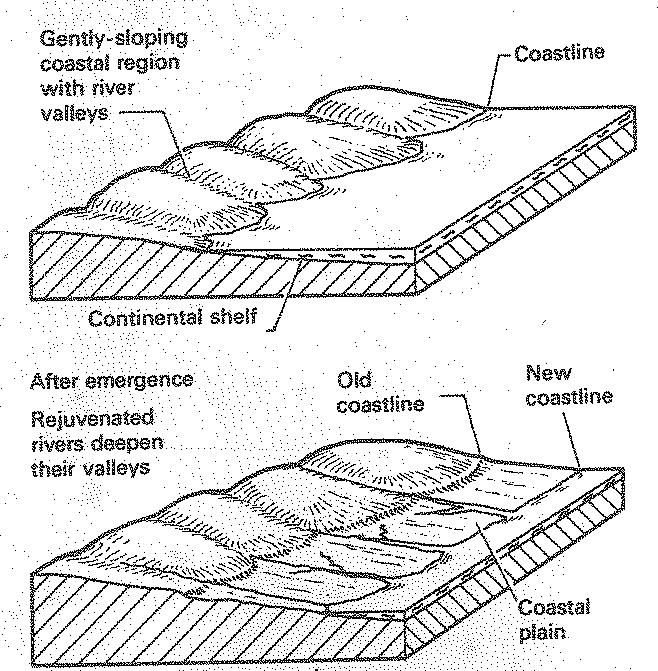 Gently-sloping
coastal region
with river
valleys
Coastline
Continental shelf
After emergence
Rejuvenated
rivers deepen
their valleys
Old
coastline
New
coastline
Coastal
plain